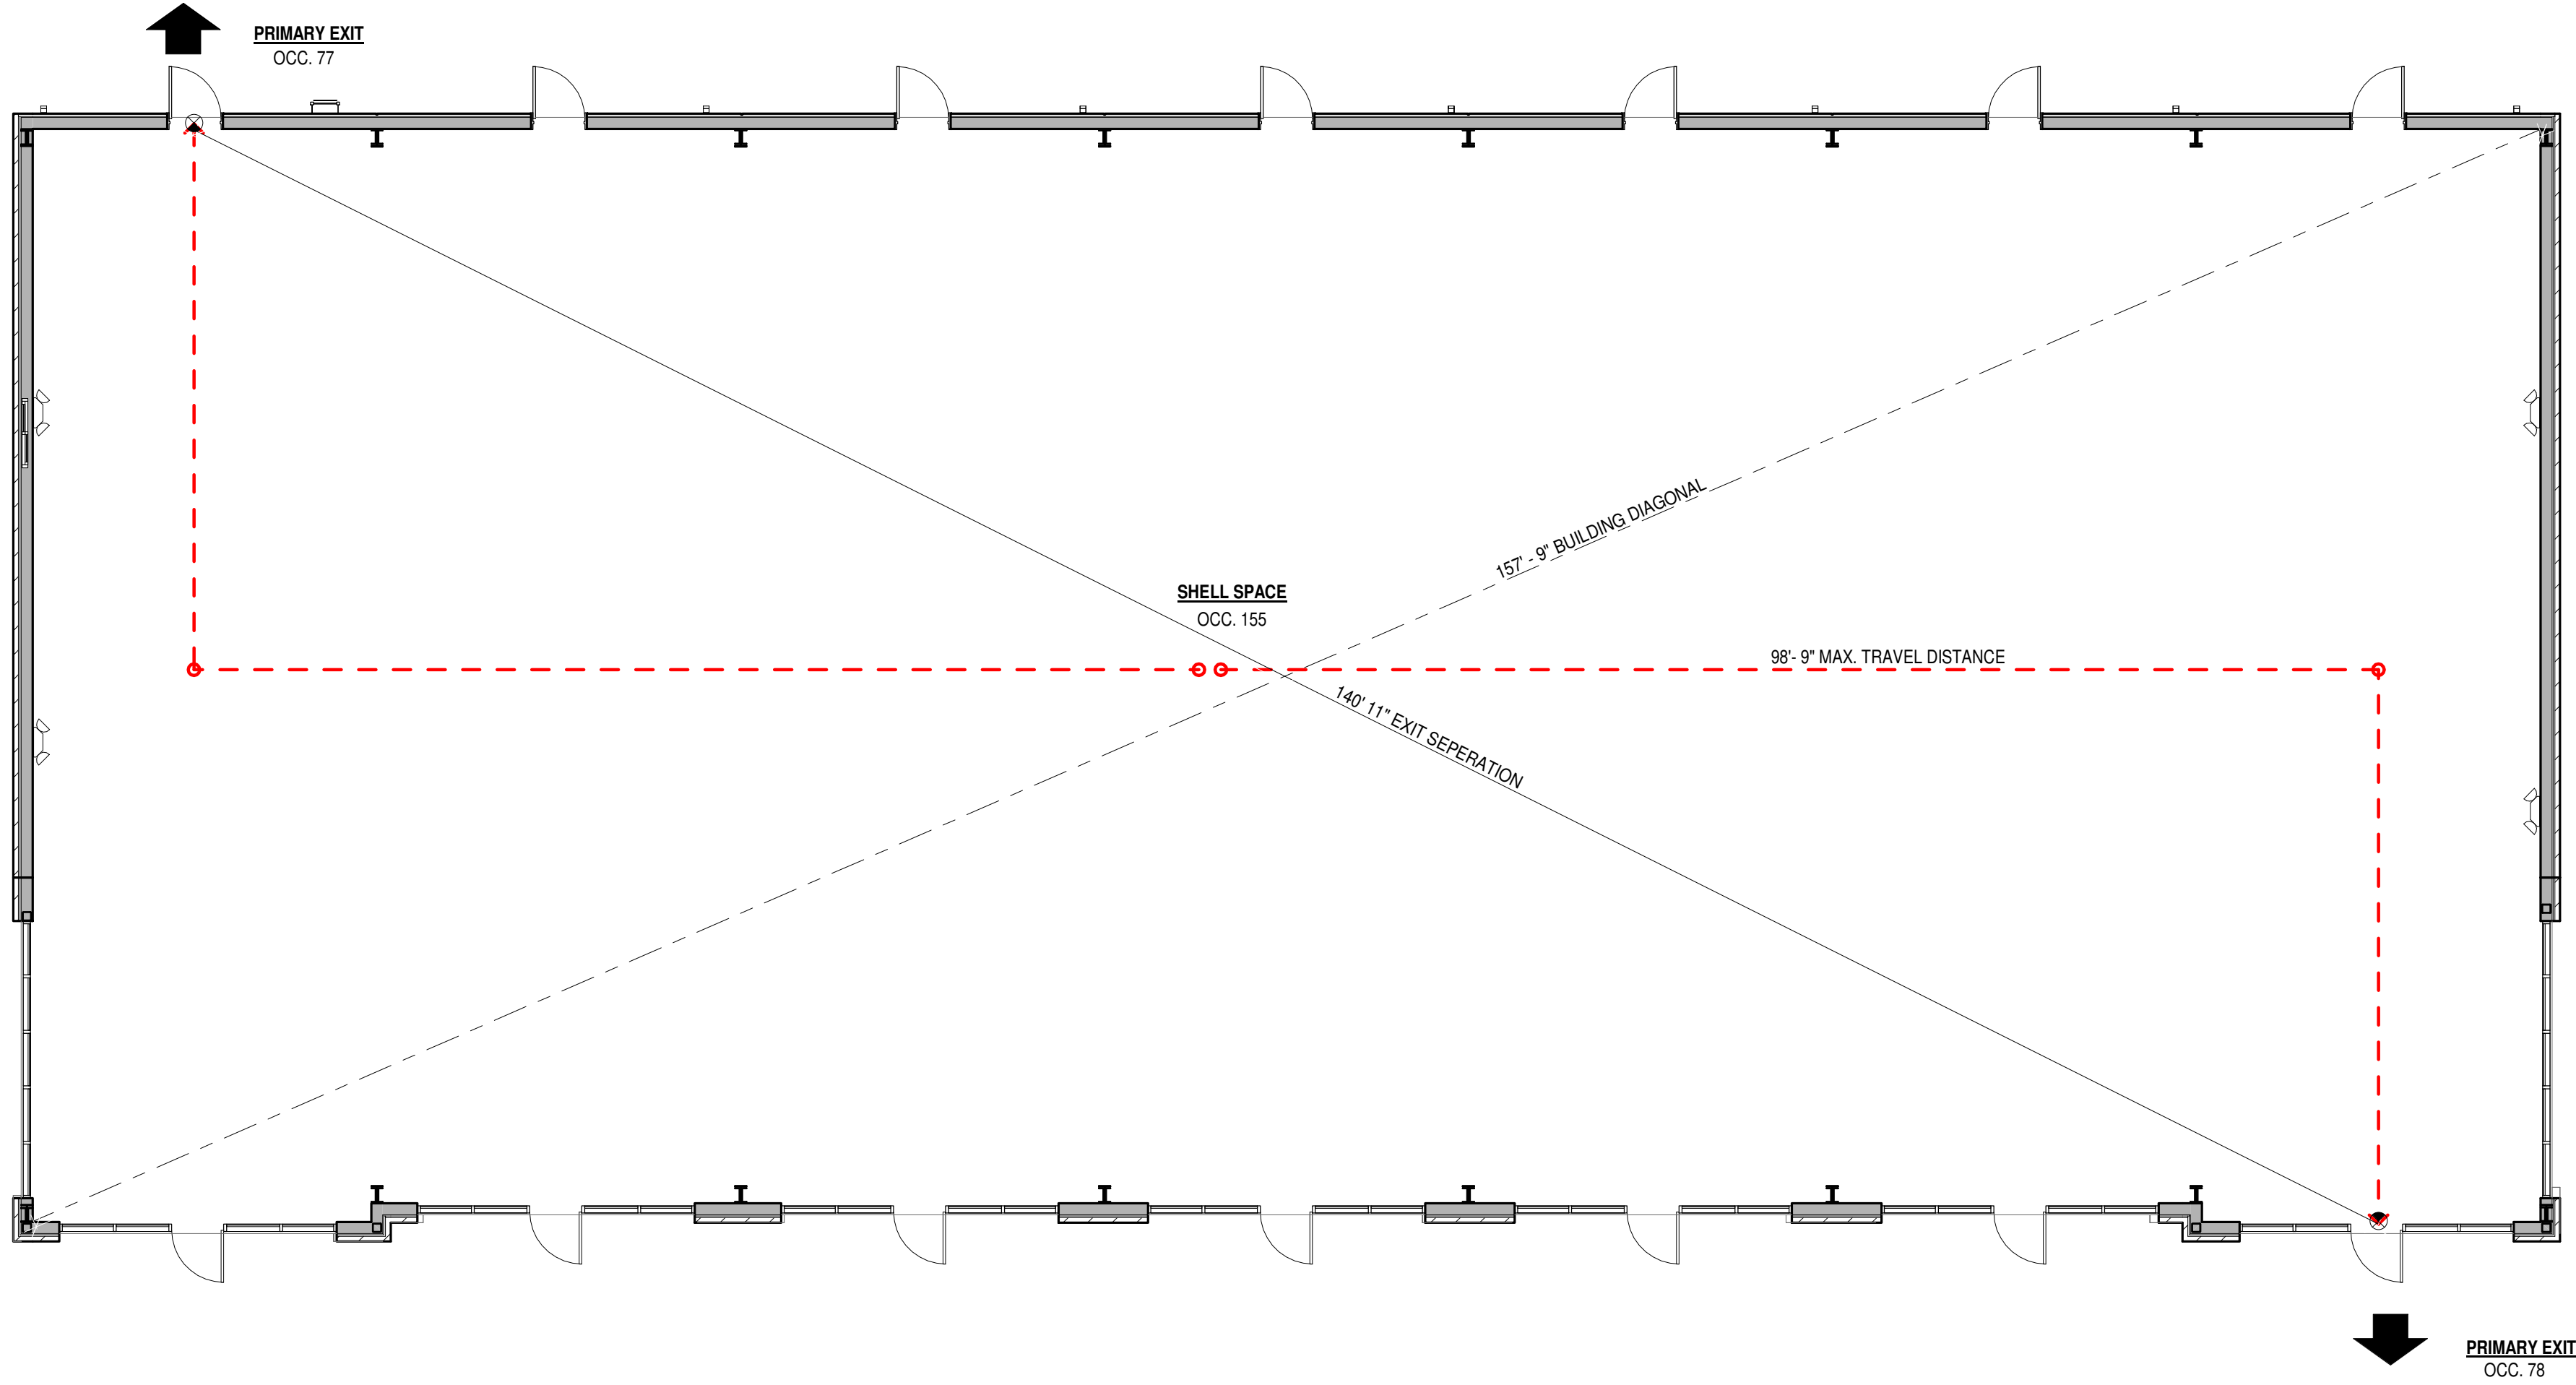 PRIMARY EXIT
OCC. 77
157' - 9" BUILDING DIAGONAL
SHELL SPACE
OCC. 155
98'- 9" MAX. TRAVEL DISTANCE
140' 11" EXIT SEPERATION
PRIMARY EXIT
OCC. 78